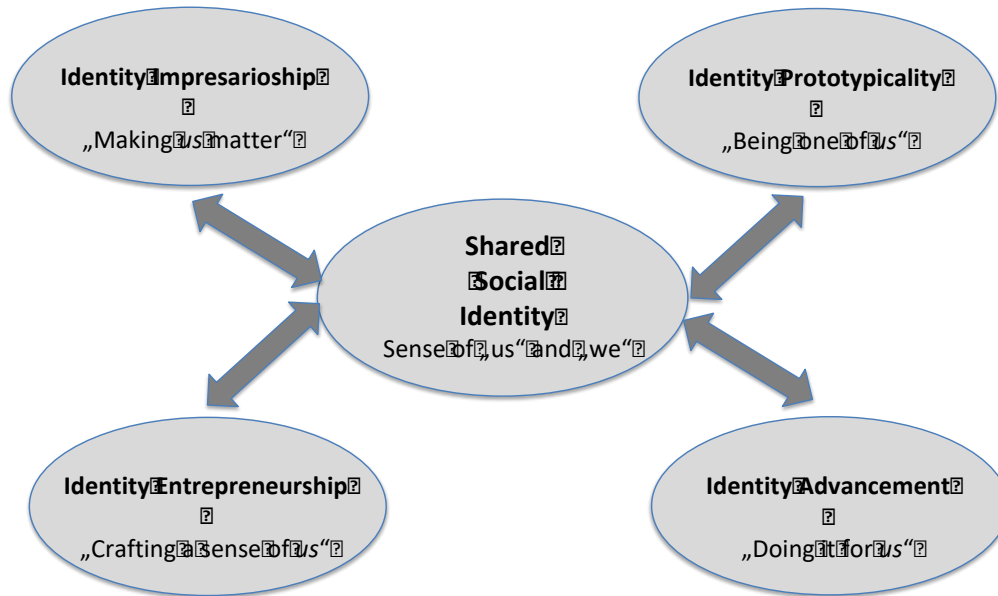 Identity Impresarioship
„Making us matter“
Identity Prototypicality
„Being one of us“
Shared
Social
Identity
Sense of „us“ and „we“
Identity Entrepreneurship
„Crafting a sense of us“
Identity Advancement
„Doing it for us“